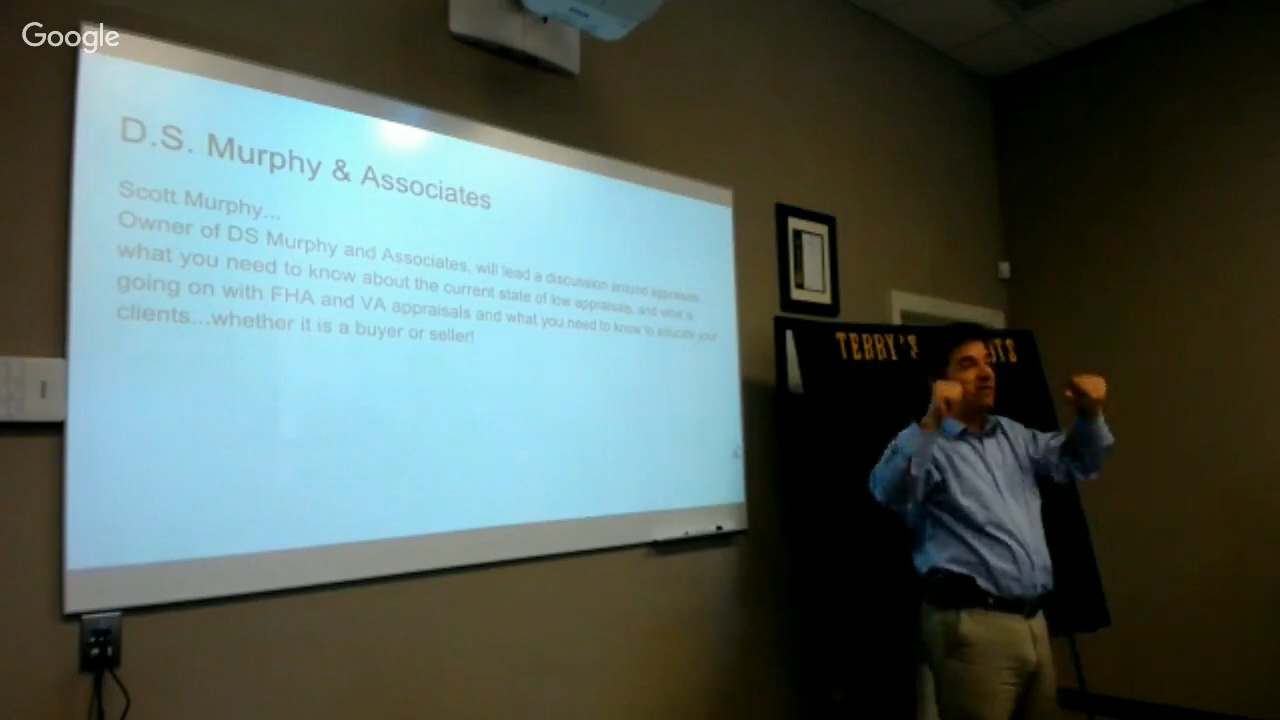 Google
D.S. Murphy & Associates
Scott Murphy...
Owner of DS Murphy and Associates, will lead a discussion around appraisals
what you need to know about the current state of low appraisals, and what is
going on with FHA and VA appraisals and what you need to know to educate your
clients...whether it is a buyer or seller!
TERRY'S